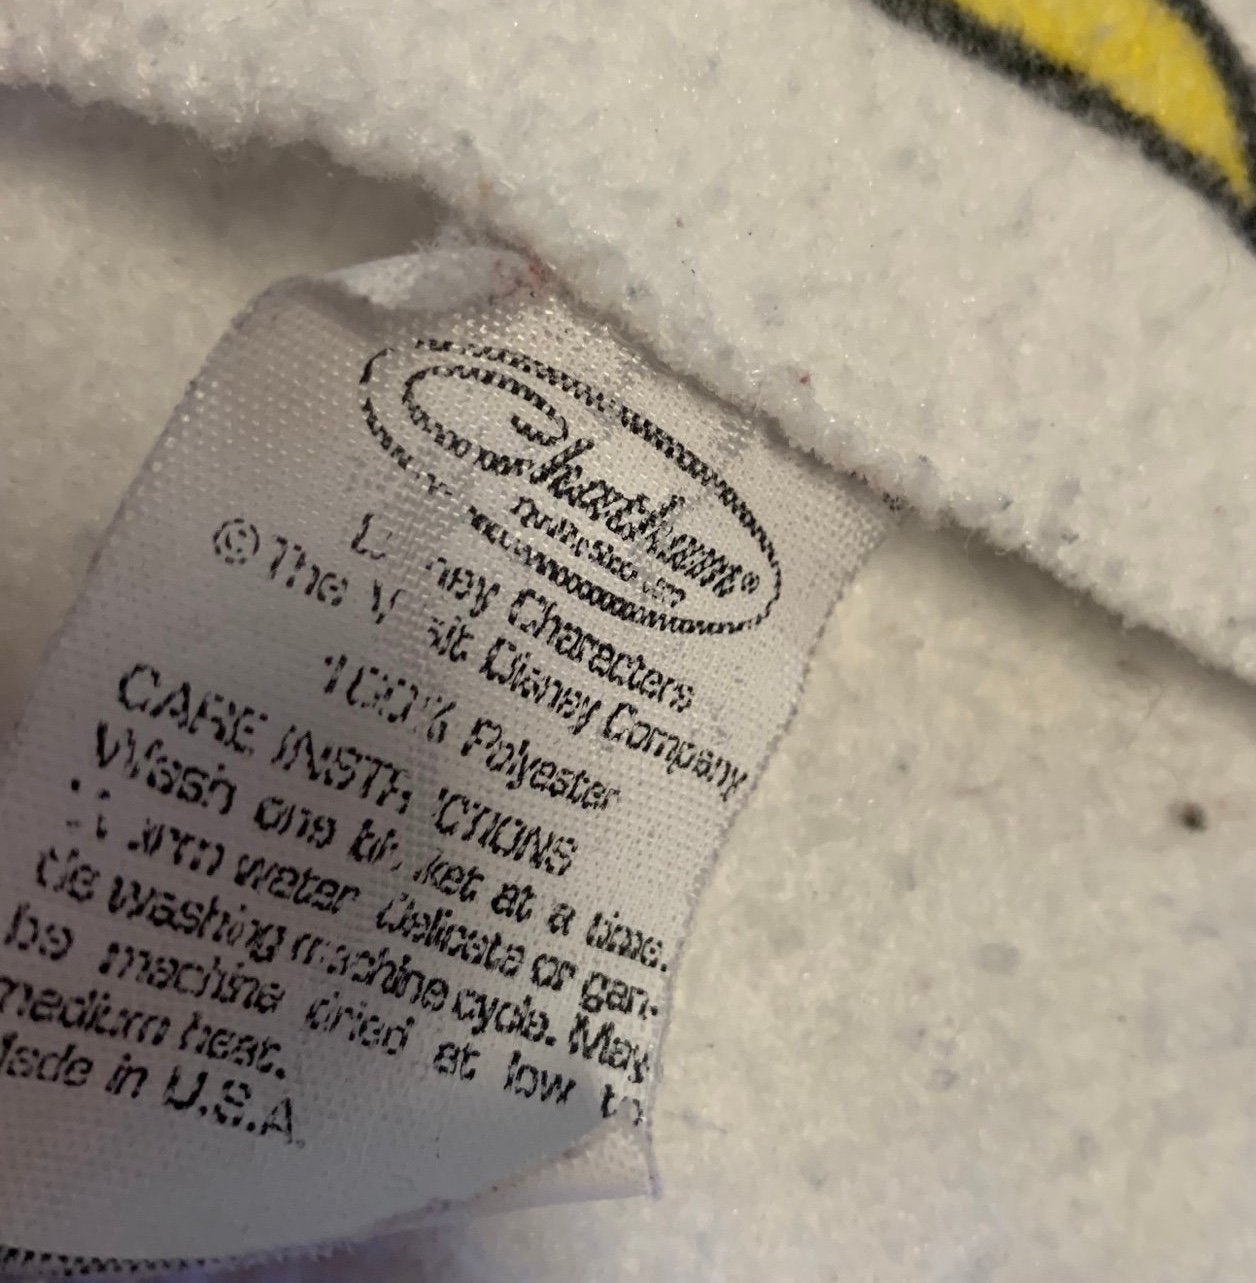 Chatham®
Disney Characters
© The Walt Disney Company
100% Polyester
CARE INSTRUCTIONS
Wash one blanket at a time.
Warm water Delicate or gen-
tle washing machine cycle. May
be machine dried at low to
medium heat.
Made in U.S.A.